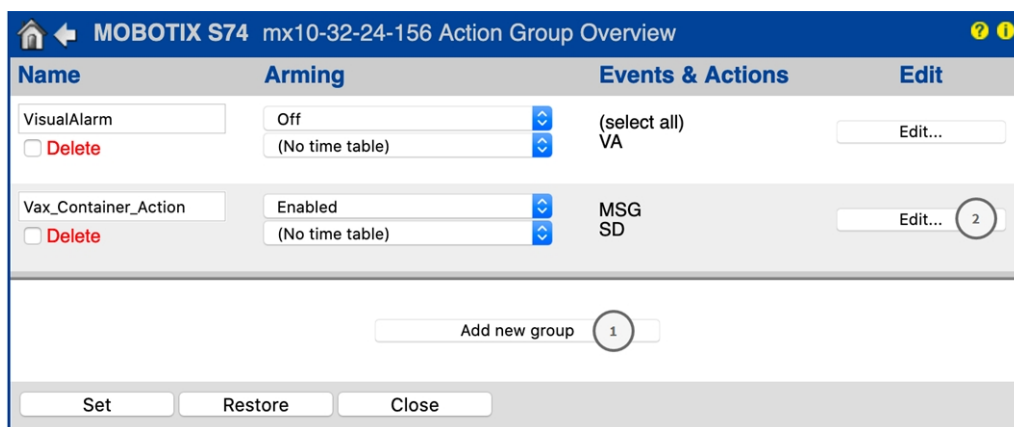 MOBOTIX S74 mx10-32-24-156 Action Group Overview ? i
Name Arming Events & Actions Edit
VisualAlarm Off (select all) Edit...
Delete (No time table) VA
Vax_Container_Action Enabled MSG Edit... 2
Delete (No time table) SD
Add new group 1
Set Restore Close